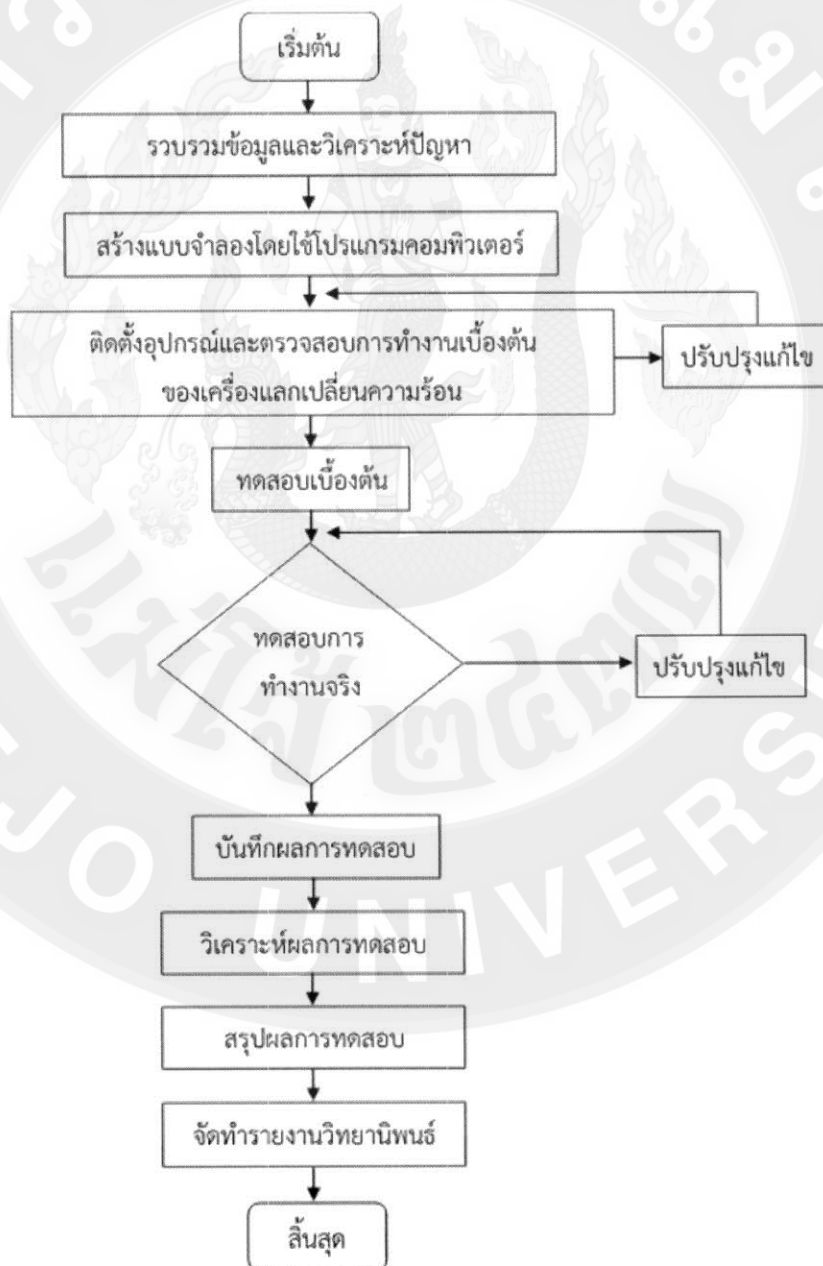 เริ่มต้น
รวบรวมข้อมูลและวิเคราะห์ปัญหา
สร้างแบบจำลองโดยใช้โปรแกรมคอมพิวเตอร์
ติดตั้งอุปกรณ์และตรวจสอบการทำงานเบื้องต้น
ของเครื่องแลกเปลี่ยนความร้อน
ปรับปรุงแก้ไข
ทดสอบเบื้องต้น
ทดสอบการ
ทำงานจริง
ปรับปรุงแก้ไข
บันทึกผลการทดสอบ
วิเคราะห์ผลการทดสอบ
สรุปผลการทดสอบ
จัดทำรายงานวิทยานิพนธ์
สิ้นสุด
แม่โจ้ ๒๔๗๗
JO UNIVERS